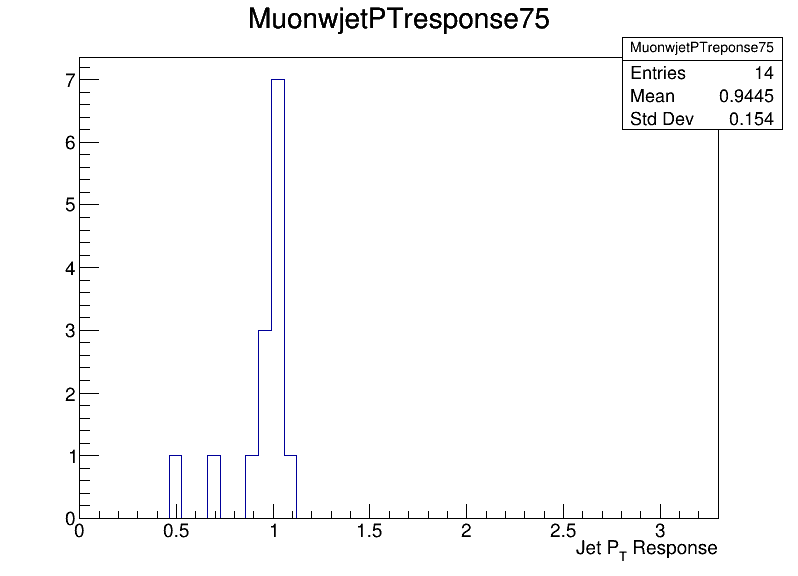 MuonwjetPTresponse75
MuonwjetPTreponse75
Entries 14
Mean 0.9445
Std Dev 0.154
7
6
5
4
3
2
1
0
0 0.5 1 1.5 2 2.5 3
Jet PT Response